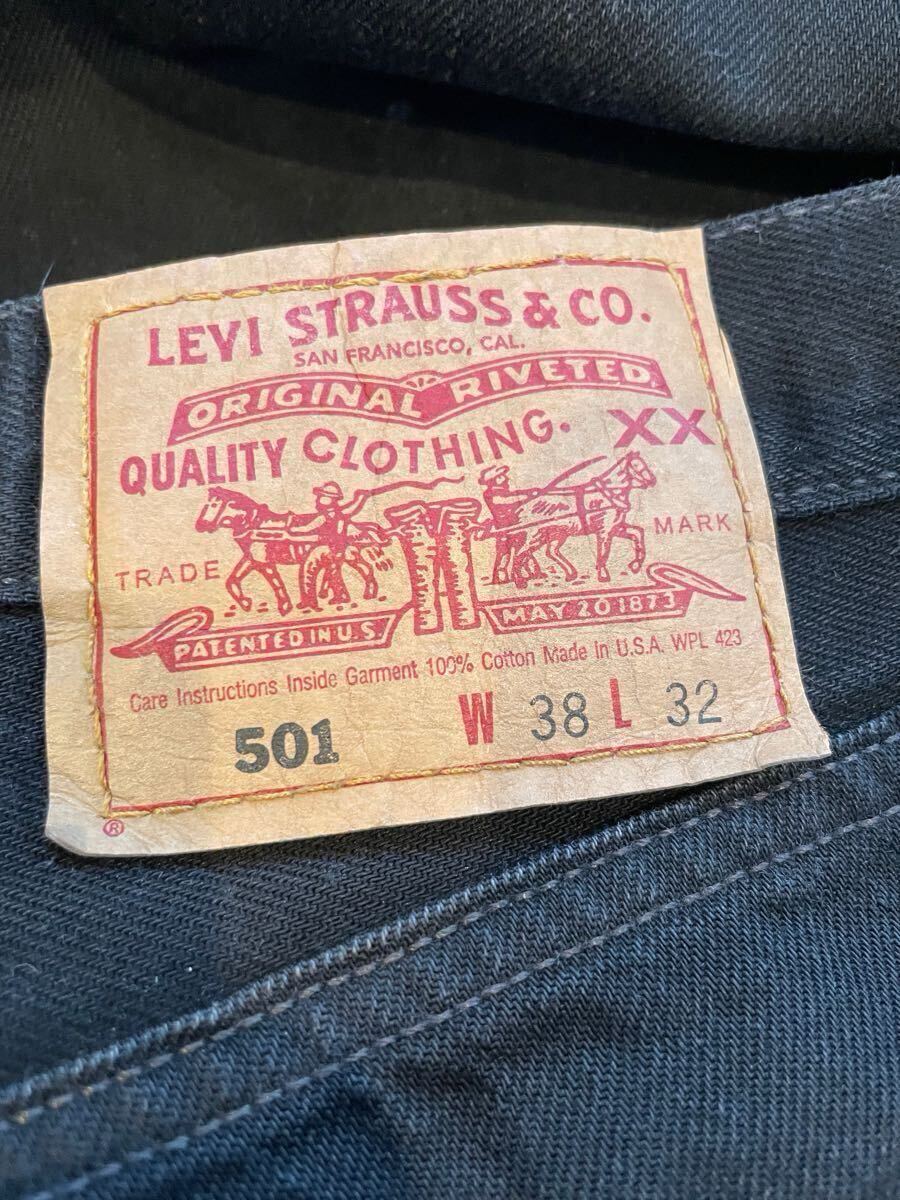 LEVI STRAUSS & CO.
SAN FRANCISCO, CAL.
ORIGINAL RIVETED
QUALITY CLOTHING. XX
TRADE MARK
PATENTED IN U.S. MAY 20 1873
Care Instructions Inside Garment 100% Cotton Made in U.S.A. WPL 423
501 W 38 L 32
®